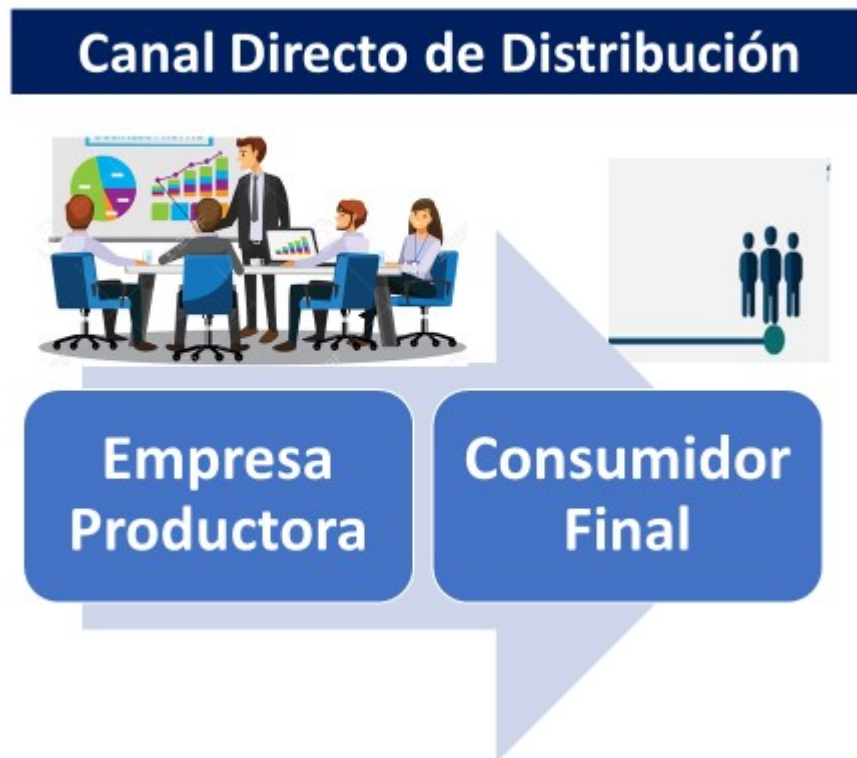 Canal Directo de Distribución
Empresa
Productora
Consumidor
Final